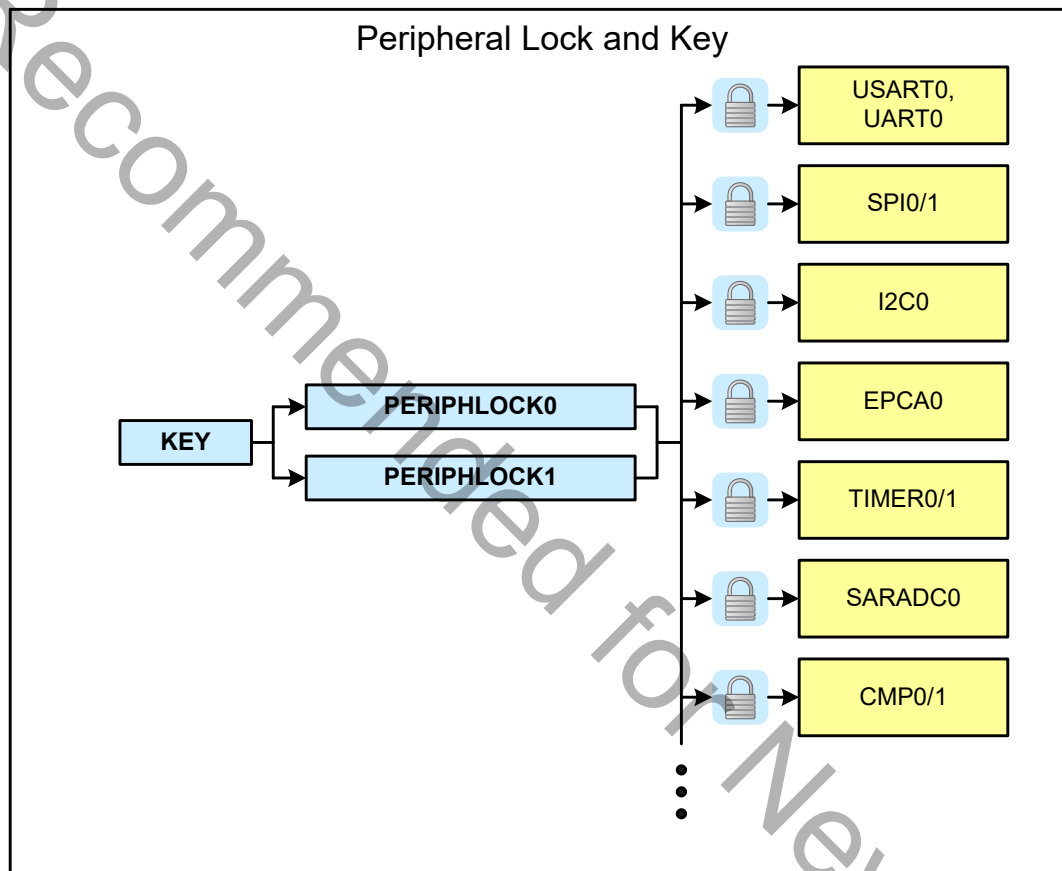 Peripheral Lock and Key
USART0,
UART0
SPI0/1
I2C0
EPCA0
PERIPHLOCK0
KEY
PERIPHLOCK1
TIMER0/1
SARADC0
CMP0/1
Recommended for New